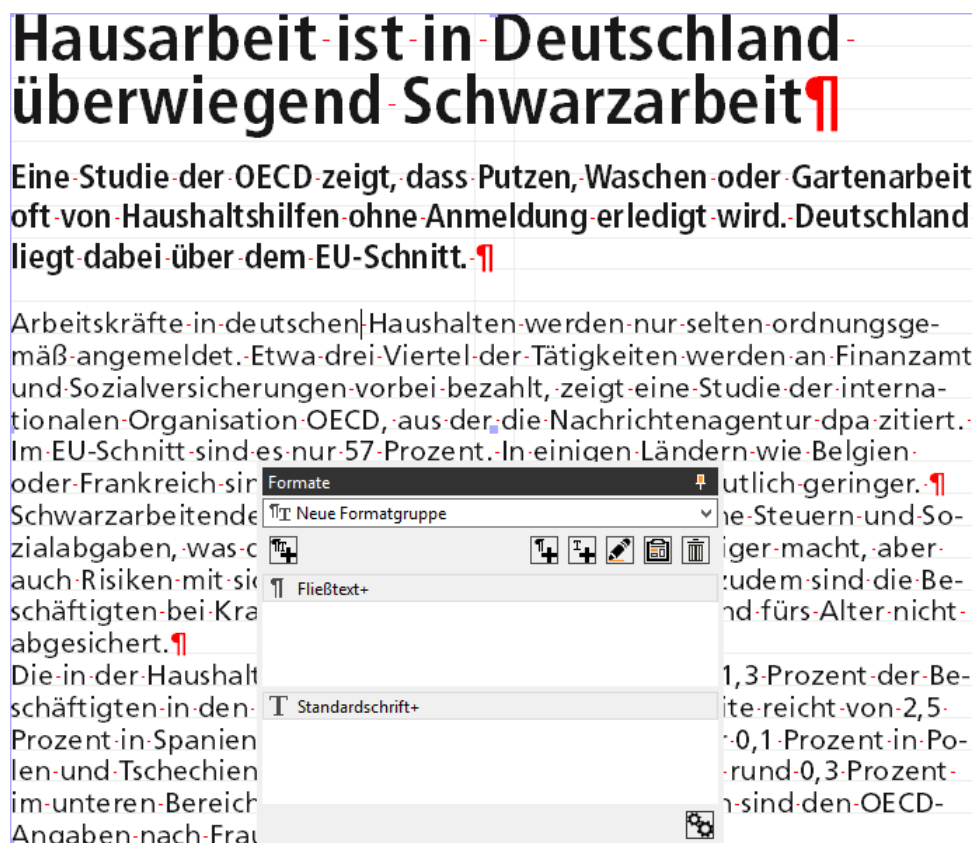 Hausarbeit ist in Deutschland
überwiegend Schwarzarbeit¶
Eine Studie der OECD zeigt, dass Putzen, Waschen oder Gartenarbeit
oft von Haushaltshilfen ohne Anmeldung erledigt wird. Deutschland
liegt dabei über dem EU-Schnitt. ¶
Arbeitskräfte in deutschen Haushalten werden nur selten ordnungsge-
mäß angemeldet. Etwa drei Viertel der Tätigkeiten werden an Finanzamt
und Sozialversicherungen vorbei bezahlt, zeigt eine Studie der interna-
tionalen Organisation OECD, aus der die Nachrichtenagentur dpa zitiert.
Im EU-Schnitt sind es nur 57 Prozent. In einigen Ländern wie Belgien
oder Frankreich utlich geringer. ¶
Schwarzarbeitende e Steuern und So-
zialabgaben, was iger macht, aber
auch Risiken mit zudem sind die Be-
schäftigten bei nd fürs Alter nicht
abgesichert.¶
Die in der Haushalt 1,3 Prozent der Be-
schäftigten in den ite reicht von 2,5
Prozent in Spanien 0,1 Prozent in Po-
len und Tschechien rund 0,3 Prozent
im unteren Bereich sind den OECD-
Angaben nach
Formate
Neue Formatgruppe
Fließtext+
Standardschrift+